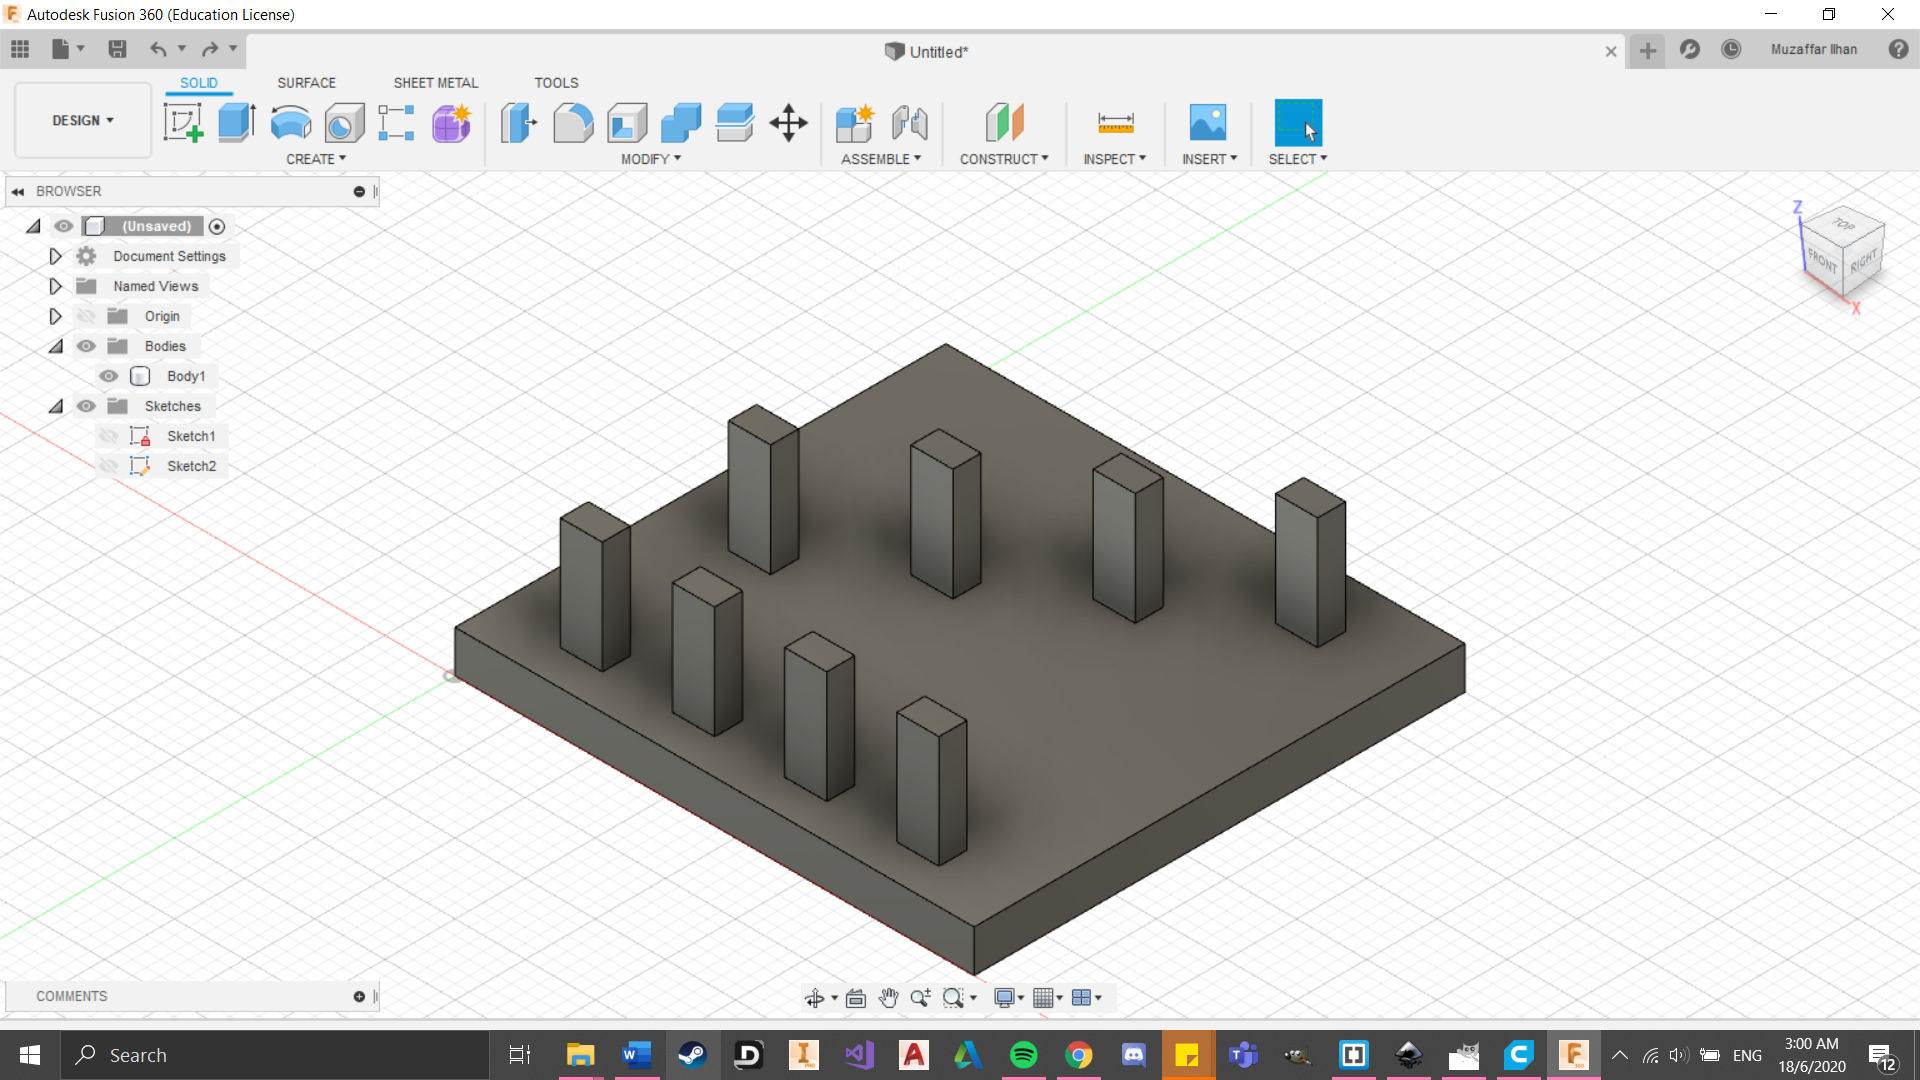 Autodesk Fusion 360 (Education License)
Untitled*
Muzaffar Ilhan
SOLID SURFACE SHEET METAL TOOLS
DESIGN
CREATE MODIFY ASSEMBLE CONSTRUCT INSPECT INSERT SELECT
BROWSER
(Unsaved)
Document Settings
Named Views
Origin
Bodies
Body1
Sketches
Sketch1
Sketch2
Z
TOP
FRONT RIGHT
X
COMMENTS
Search
ENG
3:00 AM
18/6/2020
12